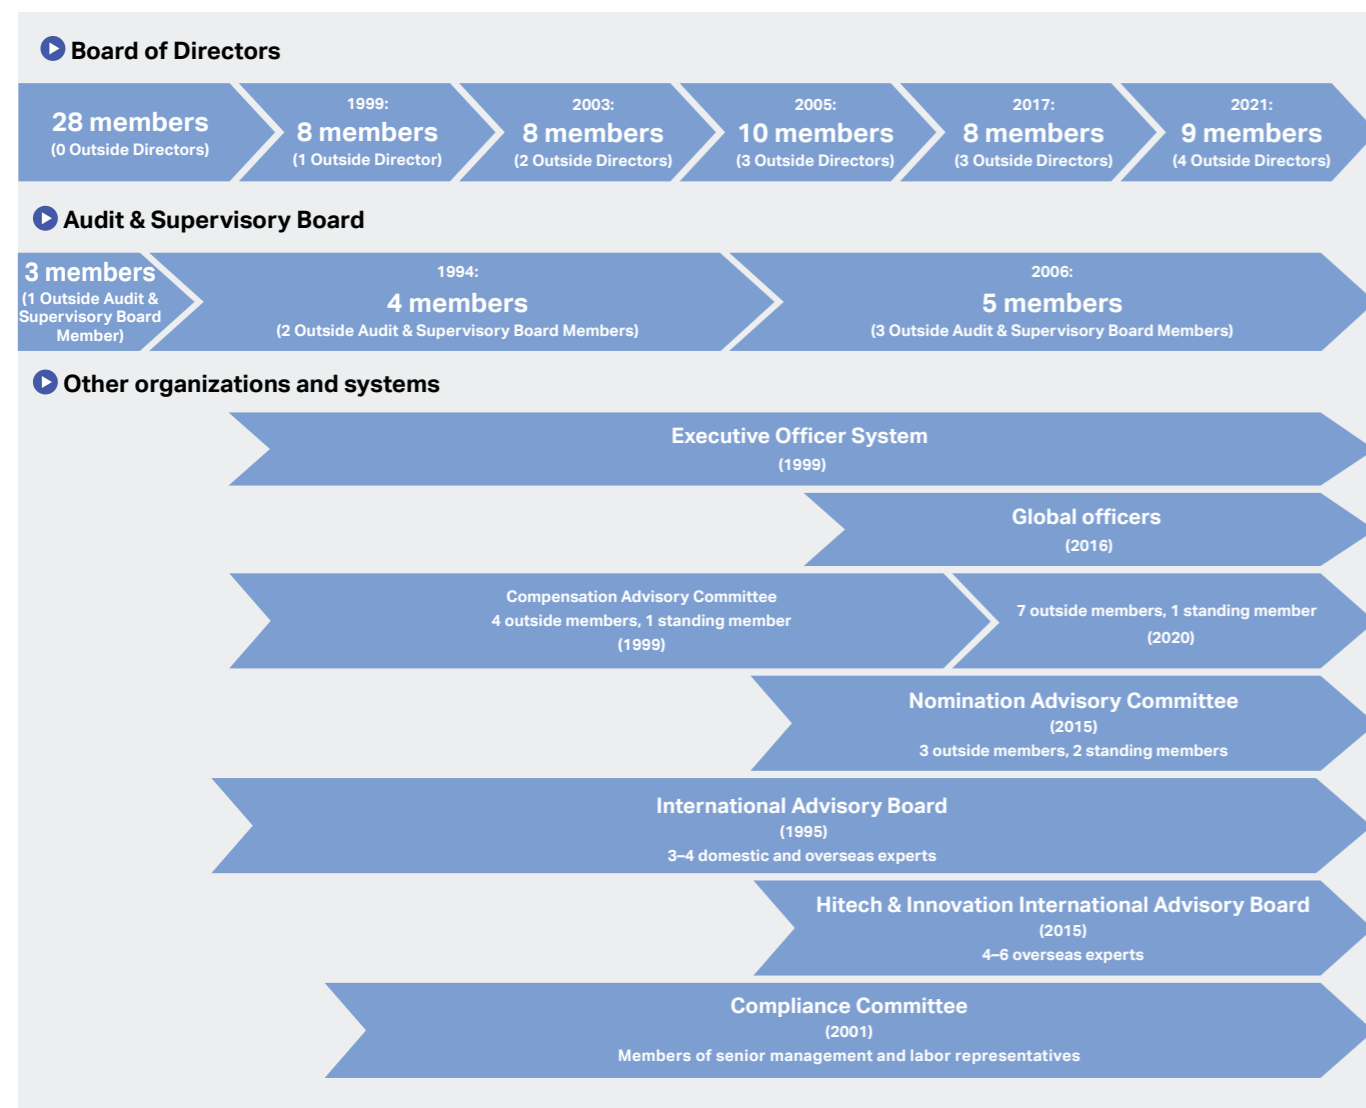 Board of Directors
28 members
(0 Outside Directors)
1999:
8 members
(1 Outside Director)
2003:
8 members
(2 Outside Directors)
2005:
10 members
(3 Outside Directors)
2017:
8 members
(3 Outside Directors)
2021:
9 members
(4 Outside Directors)
Audit & Supervisory Board
3 members
(1 Outside Audit &
Supervisory Board
Member)
1994:
4 members
(2 Outside Audit & Supervisory Board Members)
2006:
5 members
(3 Outside Audit & Supervisory Board Members)
Other organizations and systems
Executive Officer System
(1999)
Global officers
(2016)
Compensation Advisory Committee
4 outside members, 1 standing member
(1999)
7 outside members, 1 standing member
(2020)
Nomination Advisory Committee
(2015)
3 outside members, 2 standing members
International Advisory Board
(1995)
3–4 domestic and overseas experts
Hitech & Innovation International Advisory Board
(2015)
4–6 overseas experts
Compliance Committee
(2001)
Members of senior management and labor representatives